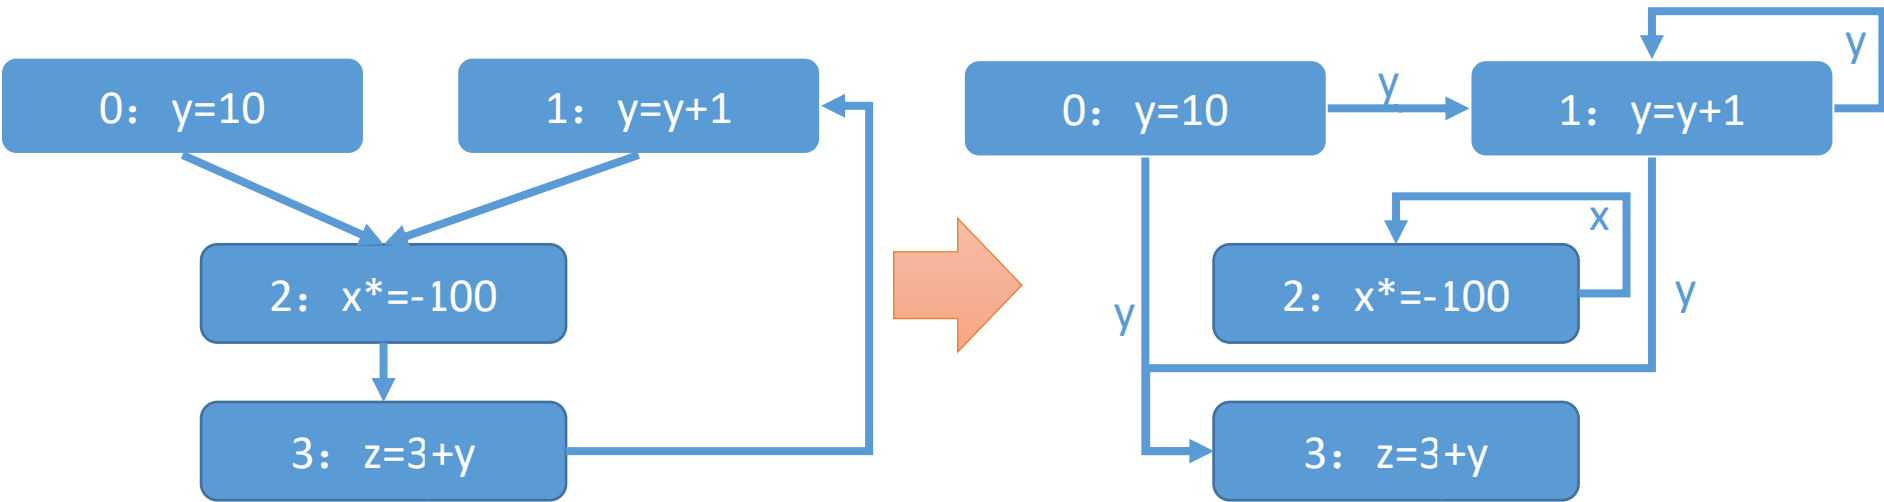 0： y=10
1： y=y+1
2： x*=-100
3： z=3+y
0： y=10
y
1： y=y+1
y
x
2： x*=-100
y
y
3： z=3+y